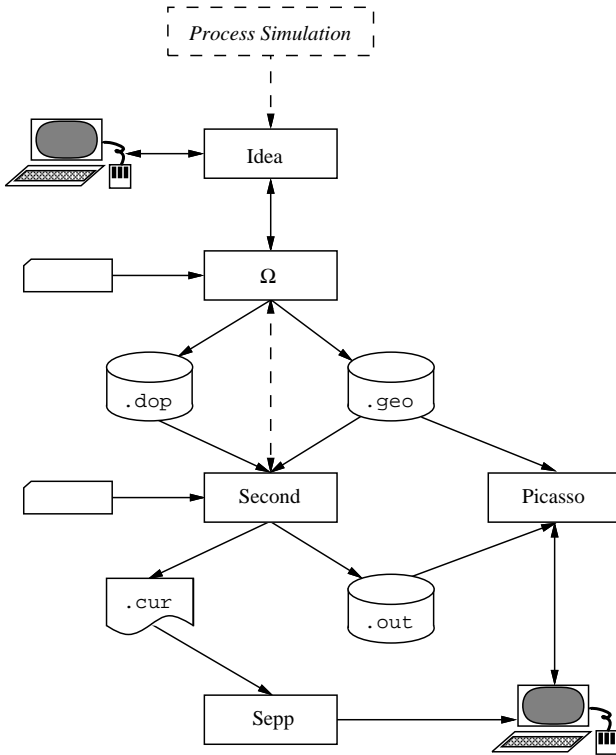 Process Simulation
Idea
Ω
.dop
.geo
Second
Picasso
.cur
.out
Sepp